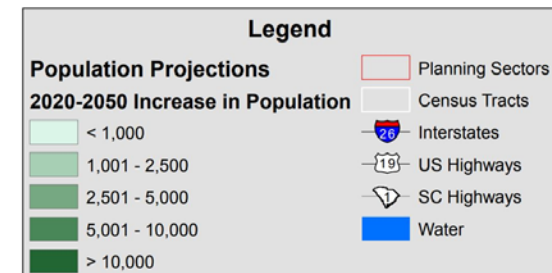 Legend
Population Projections
2020-2050 Increase in Population
< 1,000
1,001 - 2,500
2,501 - 5,000
5,001 - 10,000
> 10,000
Planning Sectors
Census Tracts
26 Interstates
19 US Highways
1 SC Highways
Water